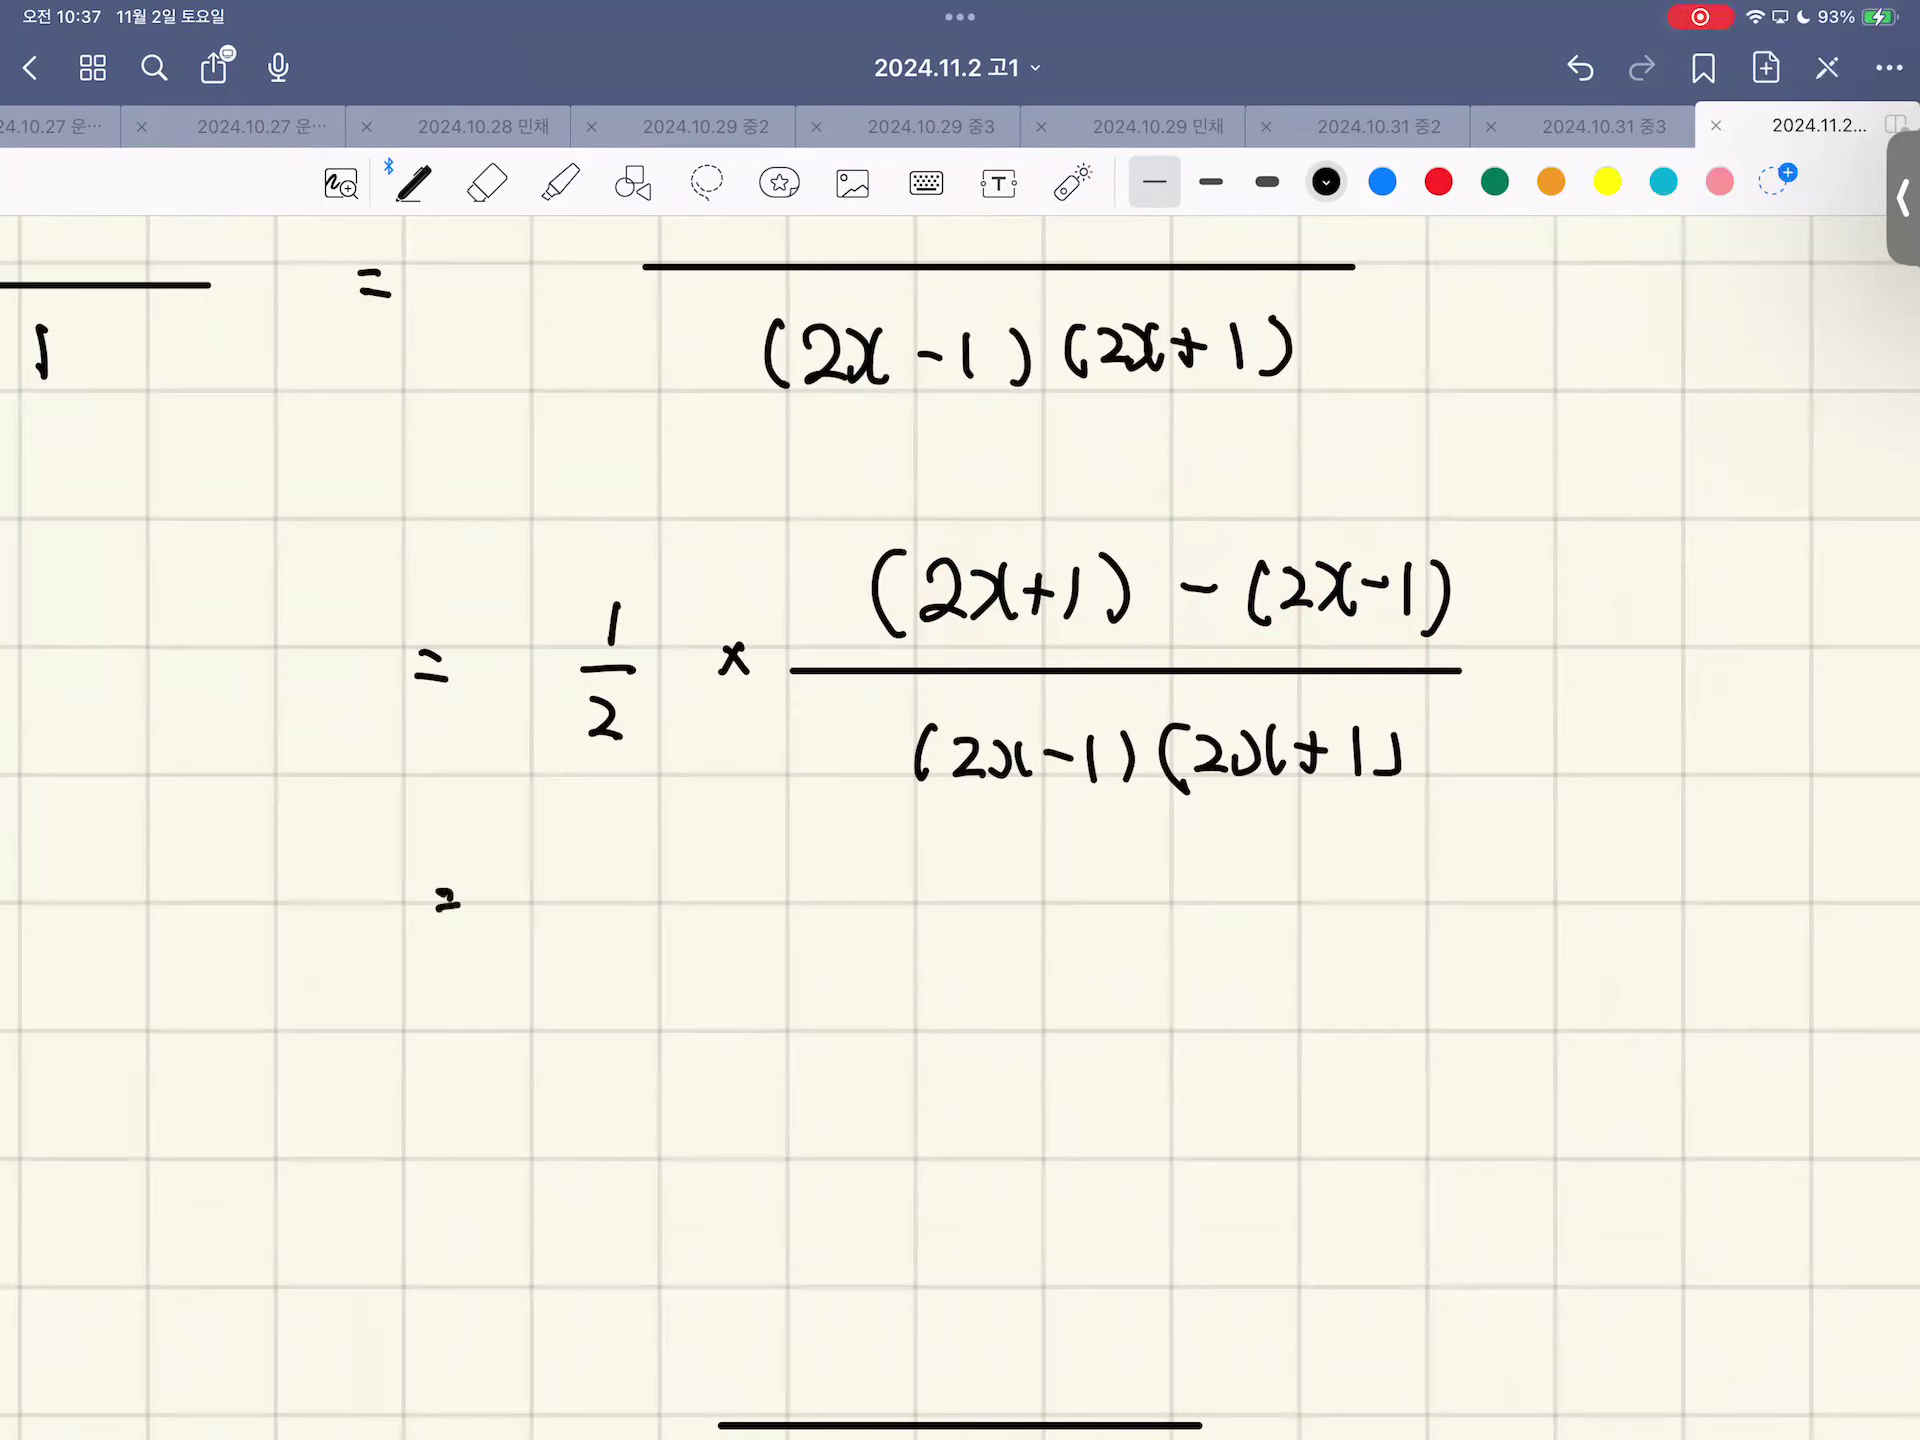 오전 10:37 11월 2일 토요일
93%
2024.11.2 고1
24.10.27 운… 2024.10.27 운… 2024.10.28 민채 2024.10.29 중2 2024.10.29 중3 2024.10.29 민채 2024.10.31 중2 2024.10.31 중3 2024.11.2...
=
1 (2x-1)(2x+1)
(2x+1) - (2x-1)
= 1/2 ×
(2x-1)(2x+1)
=